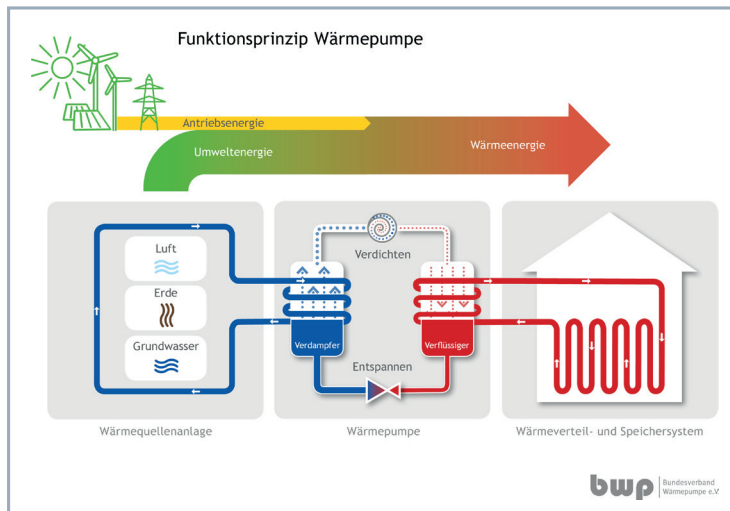 Funktionsprinzip Wärmepumpe
Antriebsenergie
Umweltenergie
Wärmeenergie
Luft
Erde
Grundwasser
Verdichten
Verdampfer
Verflüssiger
Entspannen
Wärmequellenanlage
Wärmepumpe
Wärmeverteil- und Speichersystem
bwp
Bundesverband
Wärmepumpe e.V